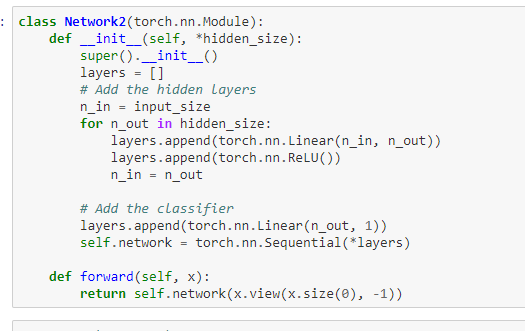 :
class Network2(torch.nn.Module):
    def __init__(self, *hidden_size):
        super().__init__()
        layers = []
        # Add the hidden layers
        n_in = input_size
        for n_out in hidden_size:
            layers.append(torch.nn.Linear(n_in, n_out))
            layers.append(torch.nn.ReLU())
            n_in = n_out

        # Add the classifier
        layers.append(torch.nn.Linear(n_out, 1))
        self.network = torch.nn.Sequential(*layers)

    def forward(self, x):
        return self.network(x.view(x.size(0), -1))